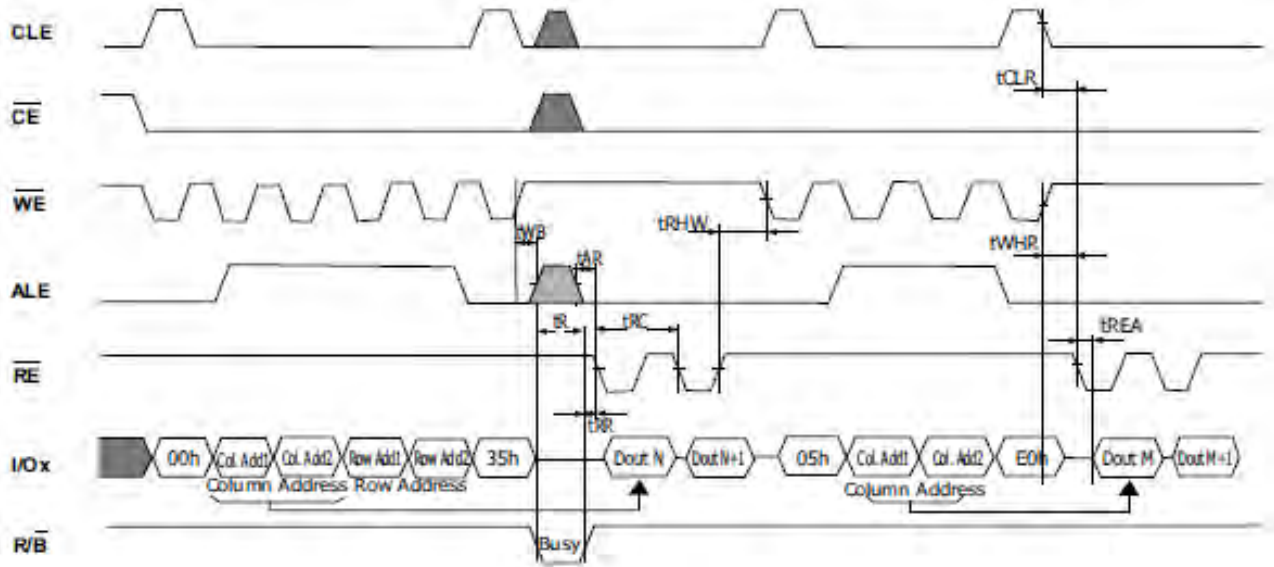 CLE
tCLR
CE
WE
tWB
tRHW
tWHR
tAR
ALE
tR
tRC
tREA
RE
tRR
I/Ox
00h Col. Add1 Col. Add2 Row Add1 Row Add2 35h Dout N Dout N+1 05h Col. Add1 Col. Add2 E0h Dout M Dout M+1
Column Address Row Address Column Address
R/B
Busy